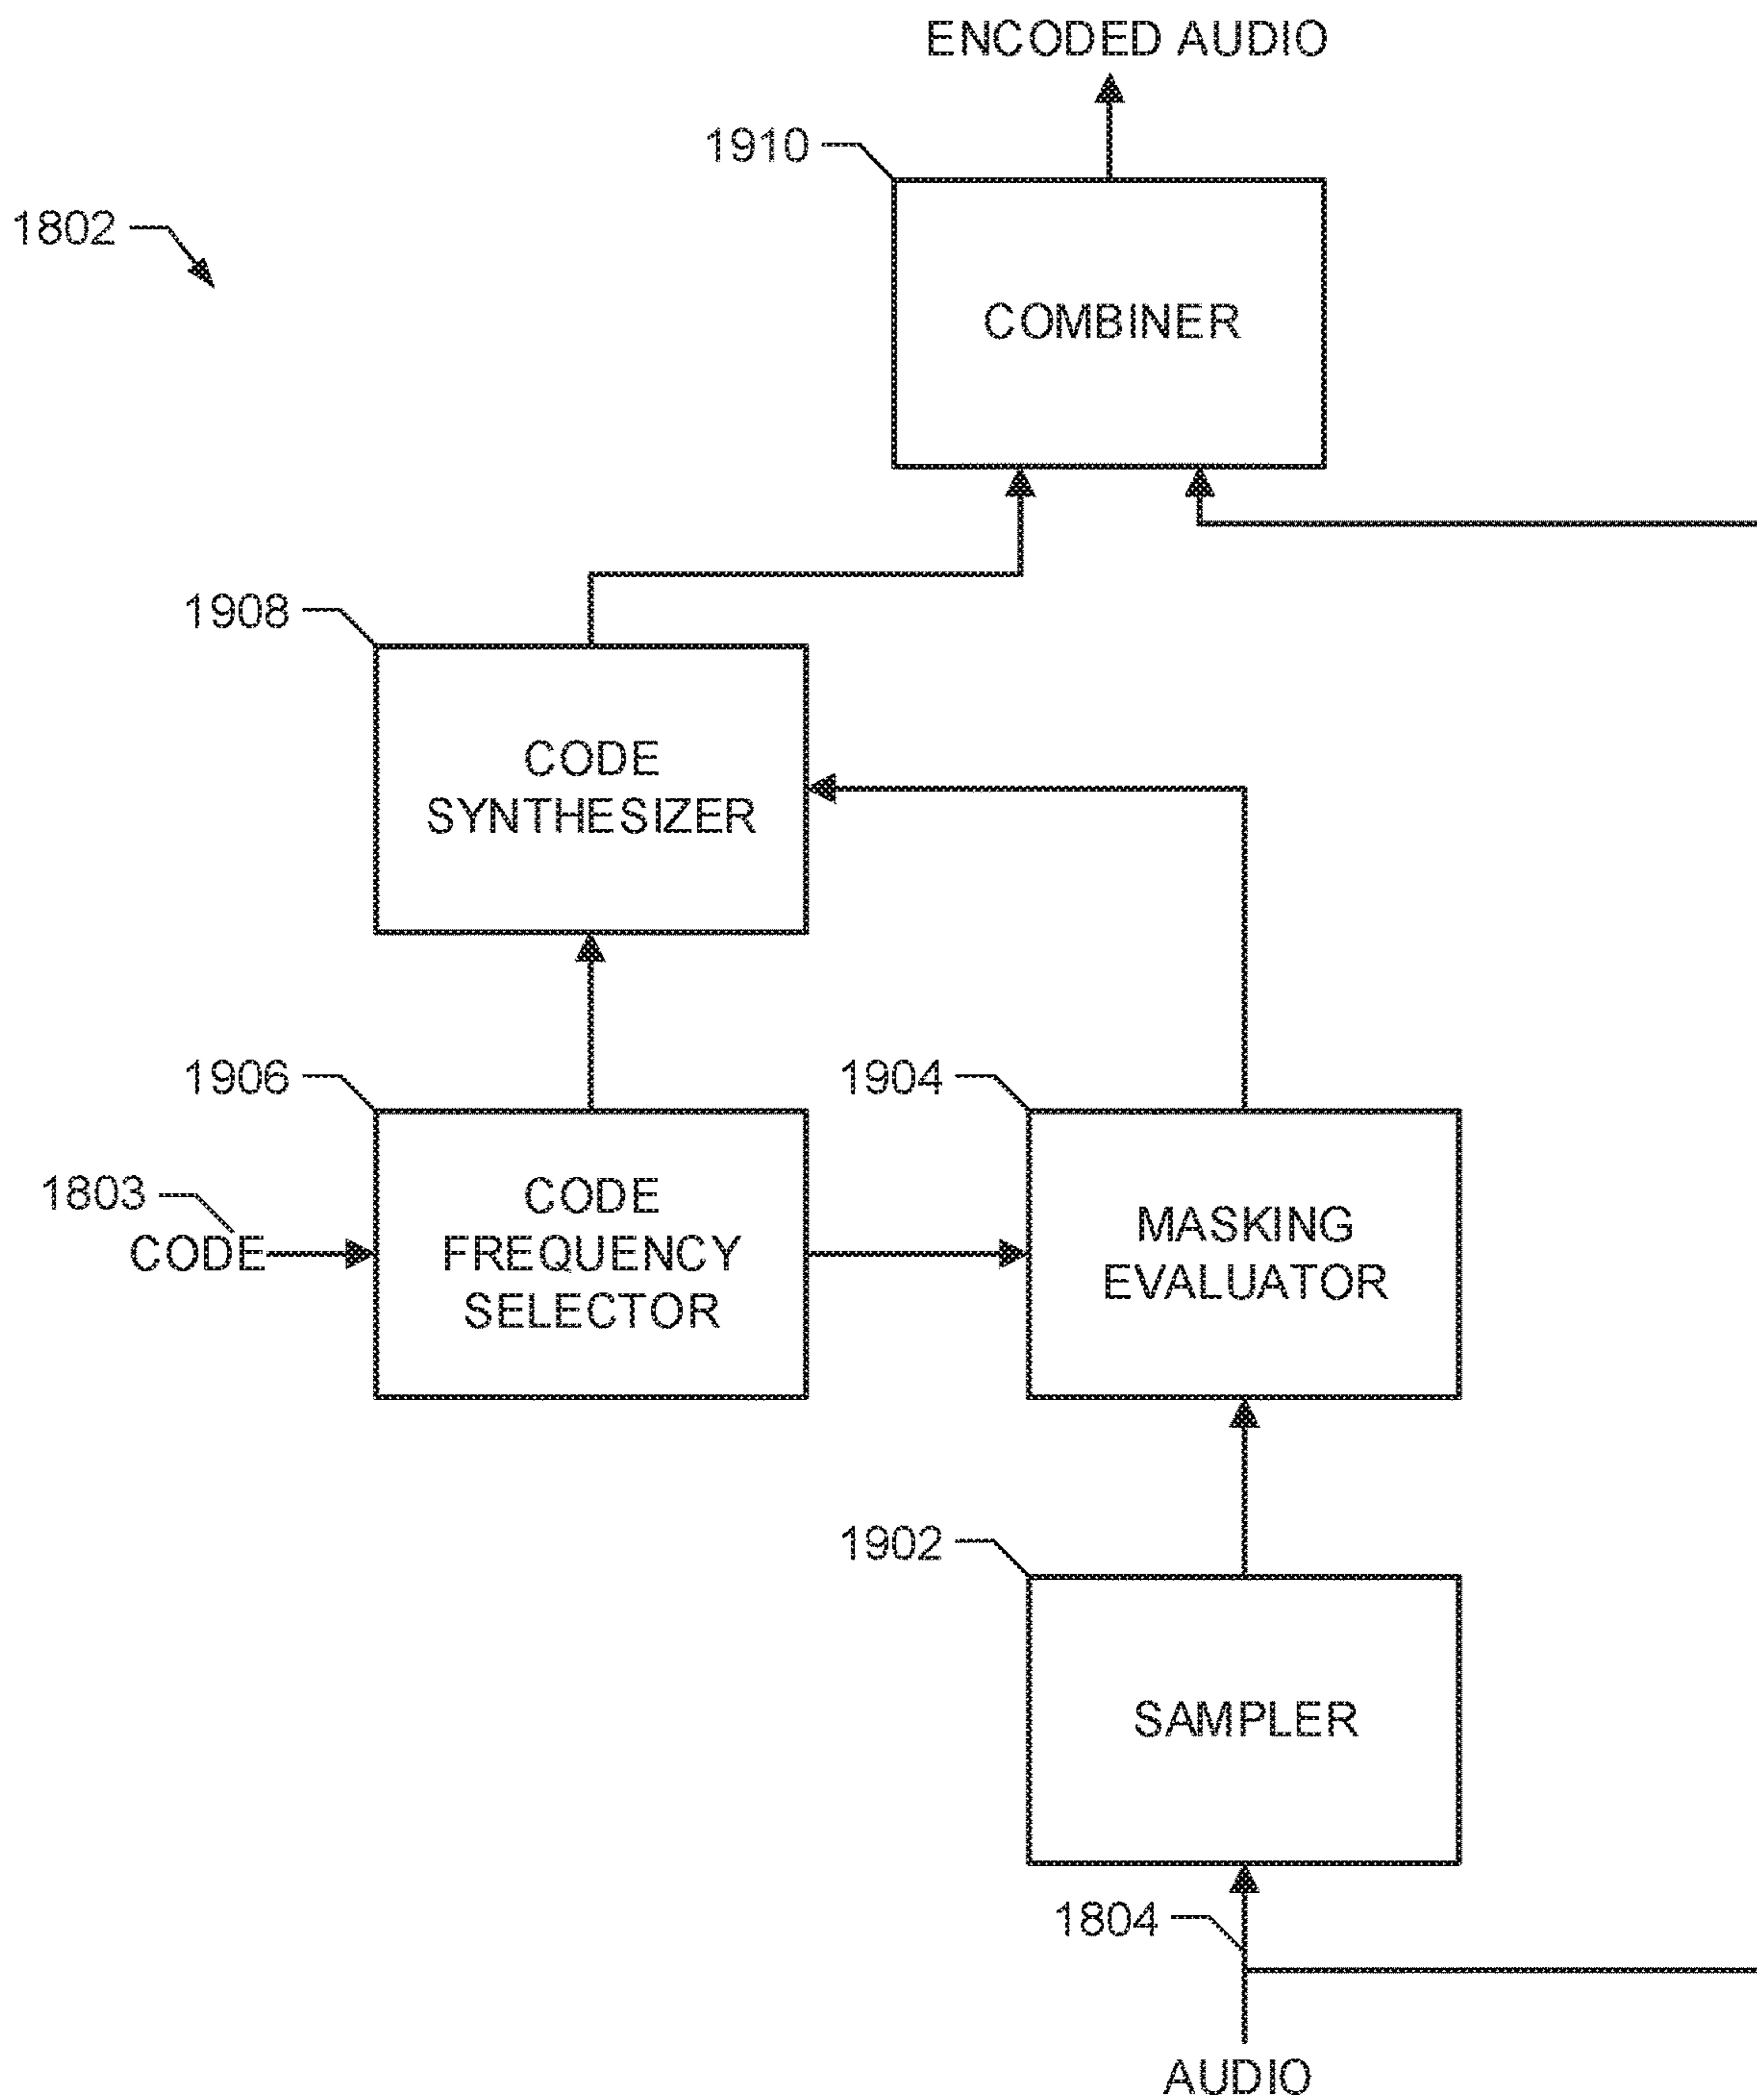 ENCODED AUDIO
1910
1802
COMBINER
1908
CODE
SYNTHESIZER
1906
1904
1803
CODE
CODE
FREQUENCY
SELECTOR
MASKING
EVALUATOR
1902
SAMPLER
1804
AUDIO